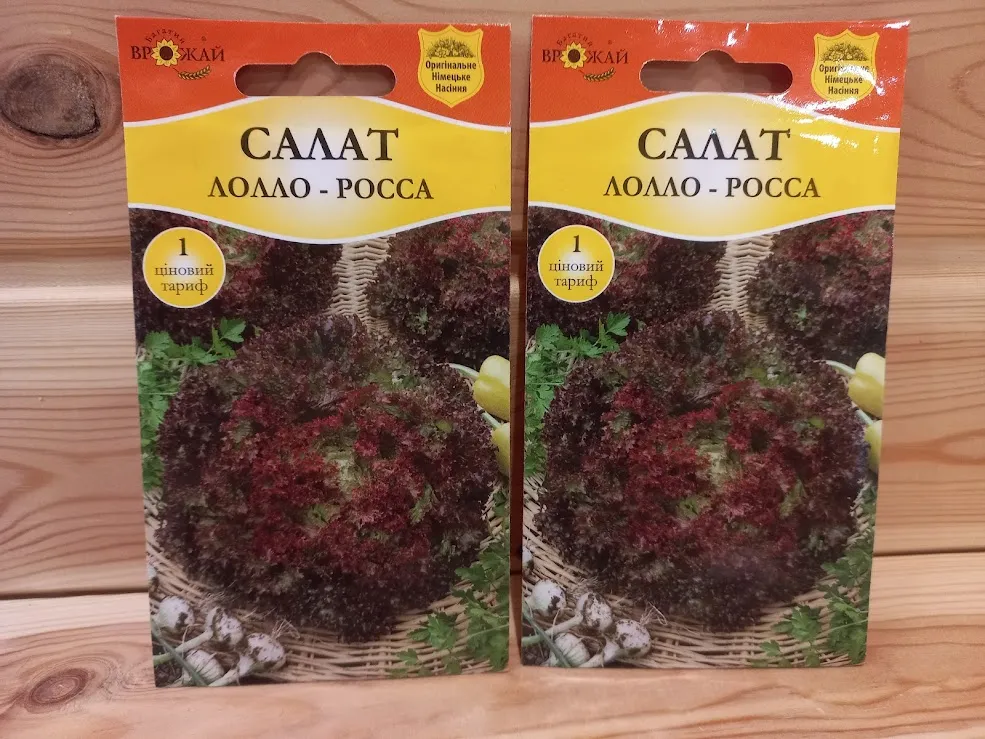 Багатий
ВРОЖАЙ
Оригінальне
Німецьке
Насіння
САЛАТ
ЛОЛЛО - РОССА
1
ціновий
тариф
Багатий
ВРОЖАЙ
Оригінальне
Німецьке
Насіння
САЛАТ
ЛОЛЛО - РОССА
1
ціновий
тариф